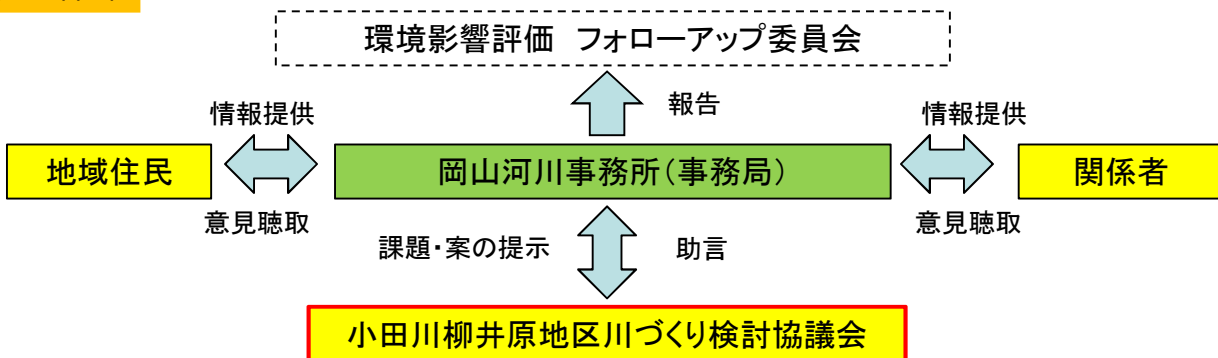 環境影響評価　フォローアップ委員会
報告
情報提供
情報提供
地域住民
岡山河川事務所（事務局）
関係者
意見聴取
意見聴取
課題・案の提示
助言
小田川柳井原地区川づくり検討協議会